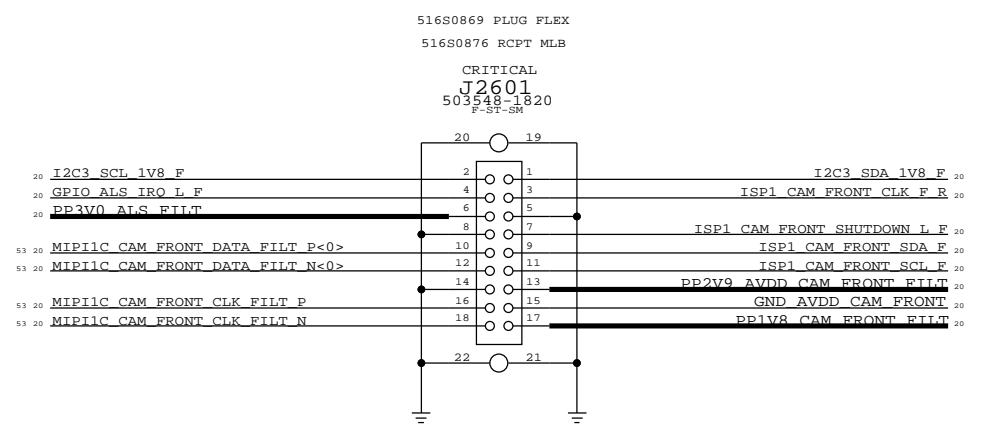 516S0869 PLUG FLEX
516S0876 RCPT MLB
CRITICAL
J2601
503548-1820
F-ST-SM
20 19
20 I2C3_SCL_1V8_F 2 1 I2C3_SDA_1V8_F 20
20 GPIO_ALS_IRQ_L_F 4 3 ISP1_CAM_FRONT_CLK_F_R 20
20 PP3V0_ALS_FILT 6 5
8 7 ISP1_CAM_FRONT_SHUTDOWN_L_F 20
53 20 MIPI1C_CAM_FRONT_DATA_FILT_P<0> 10 9 ISP1_CAM_FRONT_SDA_F 20
53 20 MIPI1C_CAM_FRONT_DATA_FILT_N<0> 12 11 ISP1_CAM_FRONT_SCL_F 20
14 13 PP2V9_AVDD_CAM_FRONT_FILT 20
53 20 MIPI1C_CAM_FRONT_CLK_FILT_P 16 15 GND_AVDD_CAM_FRONT 20
53 20 MIPI1C_CAM_FRONT_CLK_FILT_N 18 17 PP1V8_CAM_FRONT_FILT 20
22 21